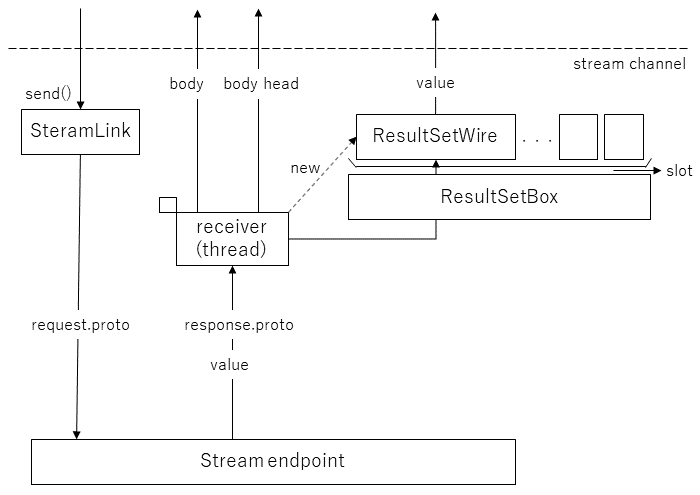 stream channel
body
body head
value
send()
SteramLink
ResultSetWire
. . .
new
slot
ResultSetBox
receiver
(thread)
request.proto
response.proto
value
Stream endpoint